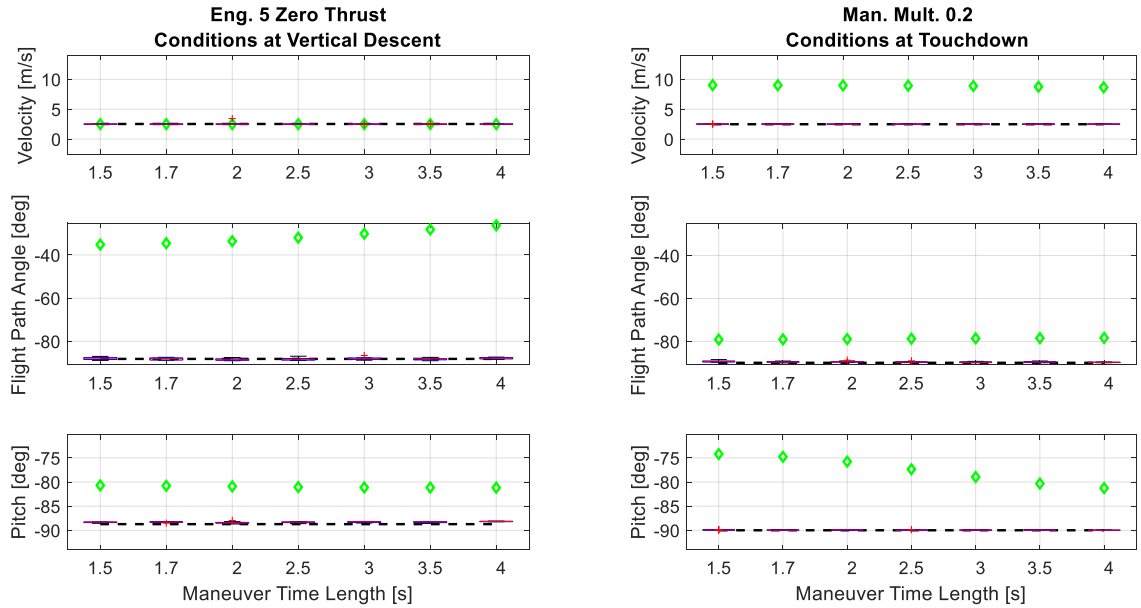 Eng. 5 Zero Thrust
Conditions at Vertical Descent
Velocity [m/s]
10
5
0
1.5 1.7 2 2.5 3 3.5 4
Flight Path Angle [deg]
-40
-60
-80
1.5 1.7 2 2.5 3 3.5 4
Pitch [deg]
-75
-80
-85
-90
1.5 1.7 2 2.5 3 3.5 4
Maneuver Time Length [s]
Man. Mult. 0.2
Conditions at Touchdown
Velocity [m/s]
10
5
0
1.5 1.7 2 2.5 3 3.5 4
Flight Path Angle [deg]
-40
-60
-80
1.5 1.7 2 2.5 3 3.5 4
Pitch [deg]
-75
-80
-85
-90
1.5 1.7 2 2.5 3 3.5 4
Maneuver Time Length [s]